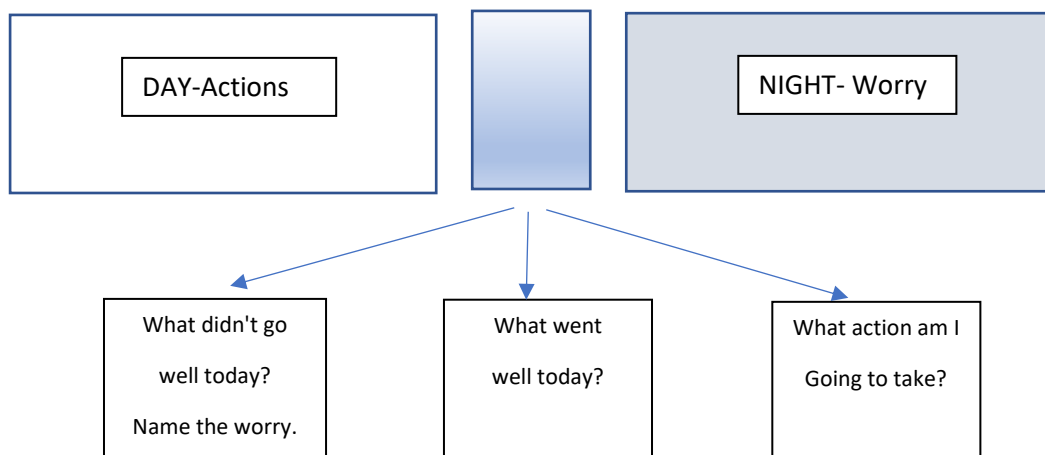 DAY-Actions
NIGHT- Worry
What didn't go
well today?
Name the worry.
What went
well today?
What action am I
Going to take?